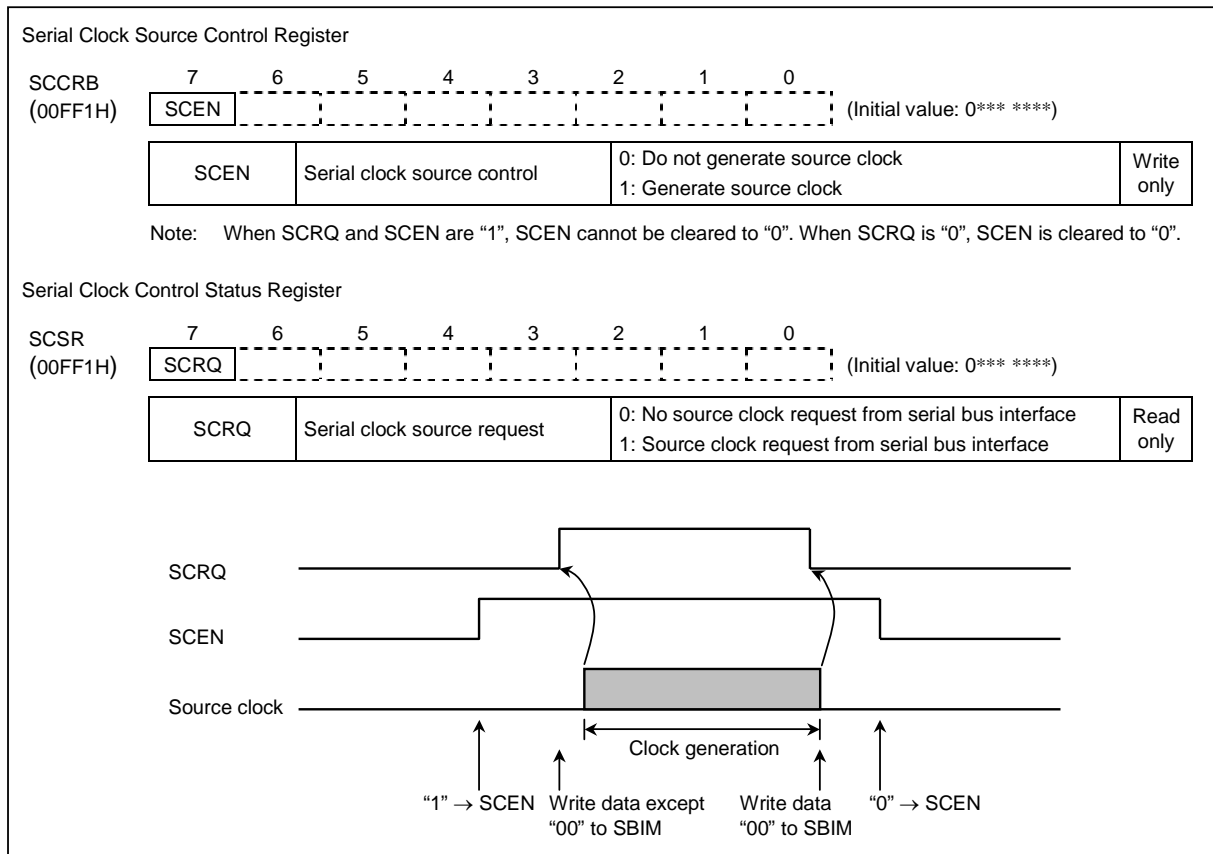 Serial Clock Source Control Register
SCCRB 7 6 5 4 3 2 1 0
(00FF1H) SCEN (Initial value: 0*** ****)
SCEN Serial clock source control 0: Do not generate source clock Write
1: Generate source clock only
Note: When SCRQ and SCEN are “1”, SCEN cannot be cleared to “0”. When SCRQ is “0”, SCEN is cleared to “0”.
Serial Clock Control Status Register
SCSR 7 6 5 4 3 2 1 0
(00FF1H) SCRQ (Initial value: 0*** ****)
SCRQ Serial clock source request 0: No source clock request from serial bus interface Read
1: Source clock request from serial bus interface only
SCRQ
SCEN
Source clock
Clock generation
“1” → SCEN Write data except Write data “0” → SCEN
“00” to SBIM “00” to SBIM